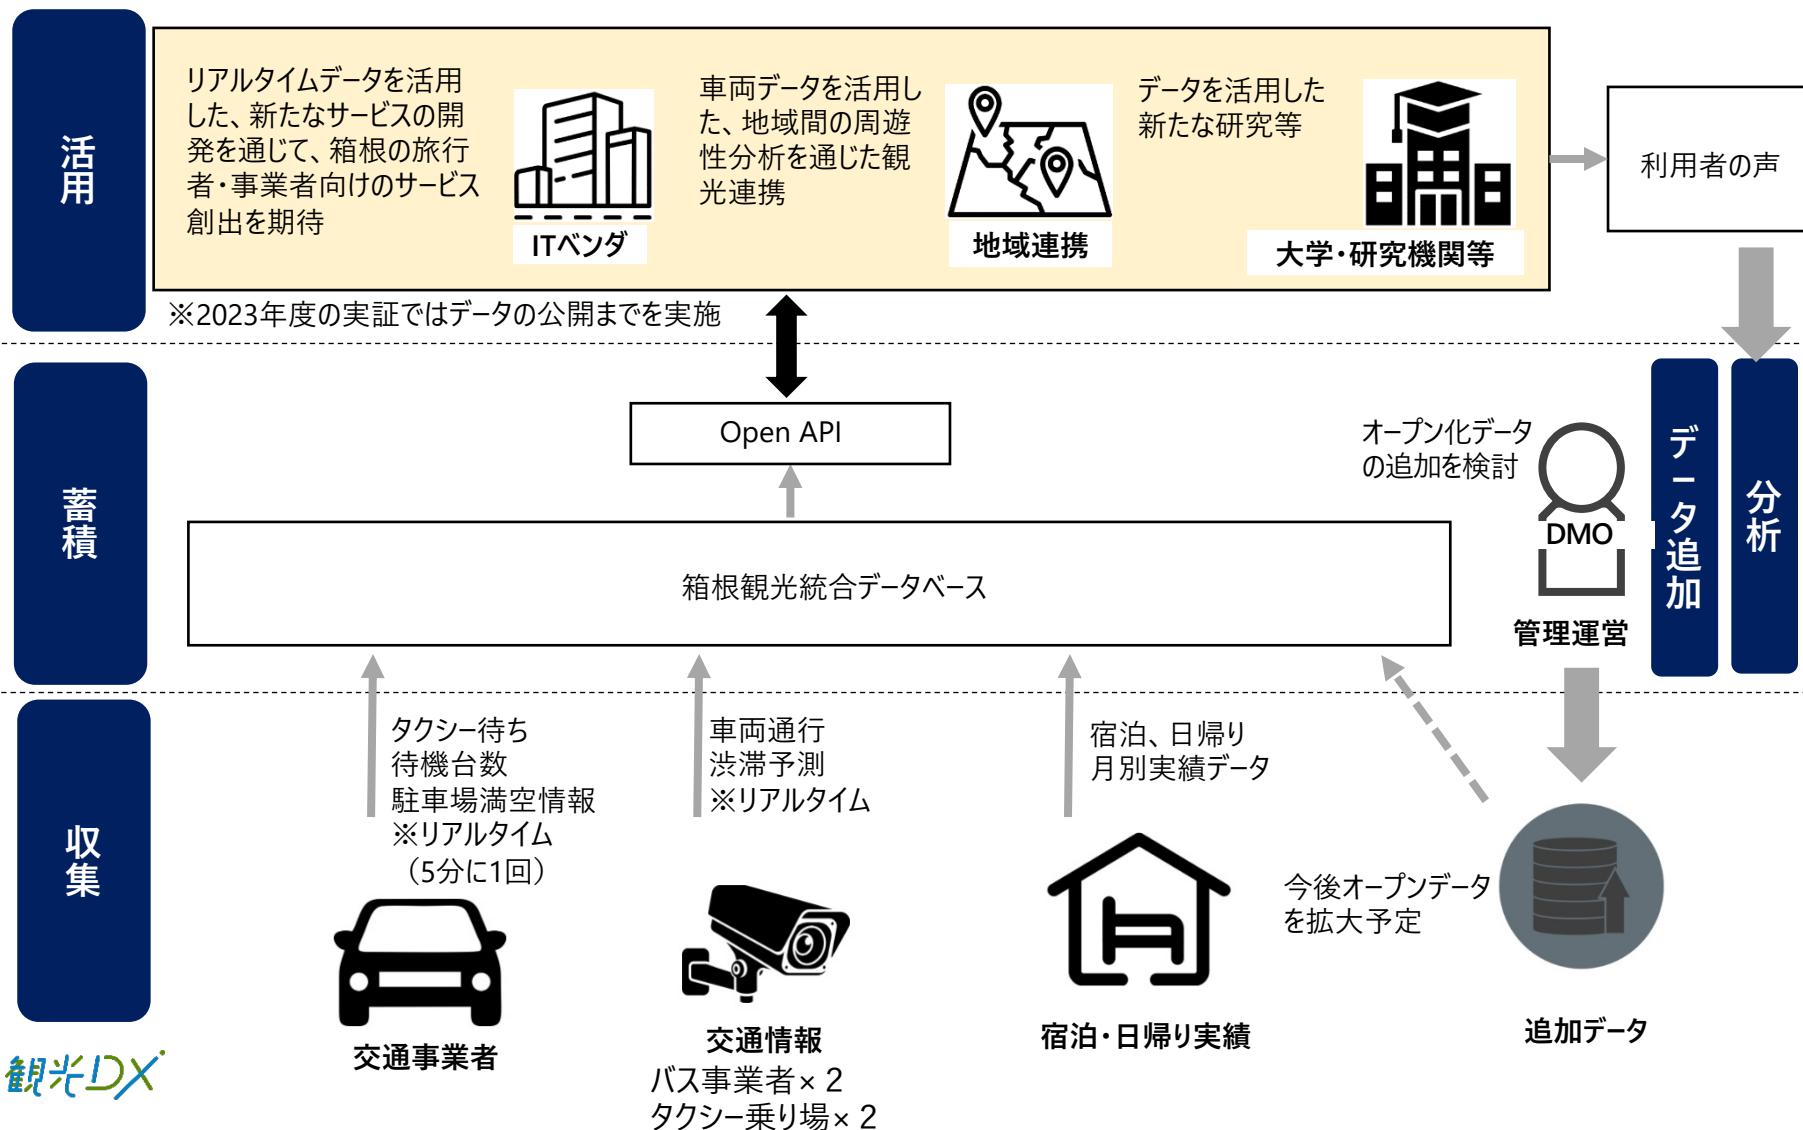 活用
リアルタイムデータを活用
した、新たなサービスの開
発を通じて、箱根の旅行
者・事業者向けのサービス
創出を期待
ITベンダ
車両データを活用し
た、地域間の周遊
性分析を通じた観
光連携
地域連携
データを活用した
新たな研究等
大学・研究機関等
利用者の声
※2023年度の実証ではデータの公開までを実施
蓄積
Open API
箱根観光統合データベース
オープン化データ
の追加を検討
DMO
管理運営
データ追加
分析
収集
タクシー待ち
待機台数
駐車場満空情報
※リアルタイム
（5分に1回）
交通事業者
車両通行
渋滞予測
※リアルタイム
交通情報
バス事業者×２
タクシー乗り場×２
宿泊、日帰り
月別実績データ
宿泊・日帰り実績
今後オープンデータ
を拡大予定
追加データ
観光DX